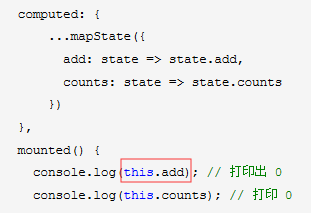 computed: {
...mapState({
add: state => state.add,
counts: state => state.counts
})
},
mounted() {
console.log(this.add); // 打印出 0
console.log(this.counts); // 打印 0